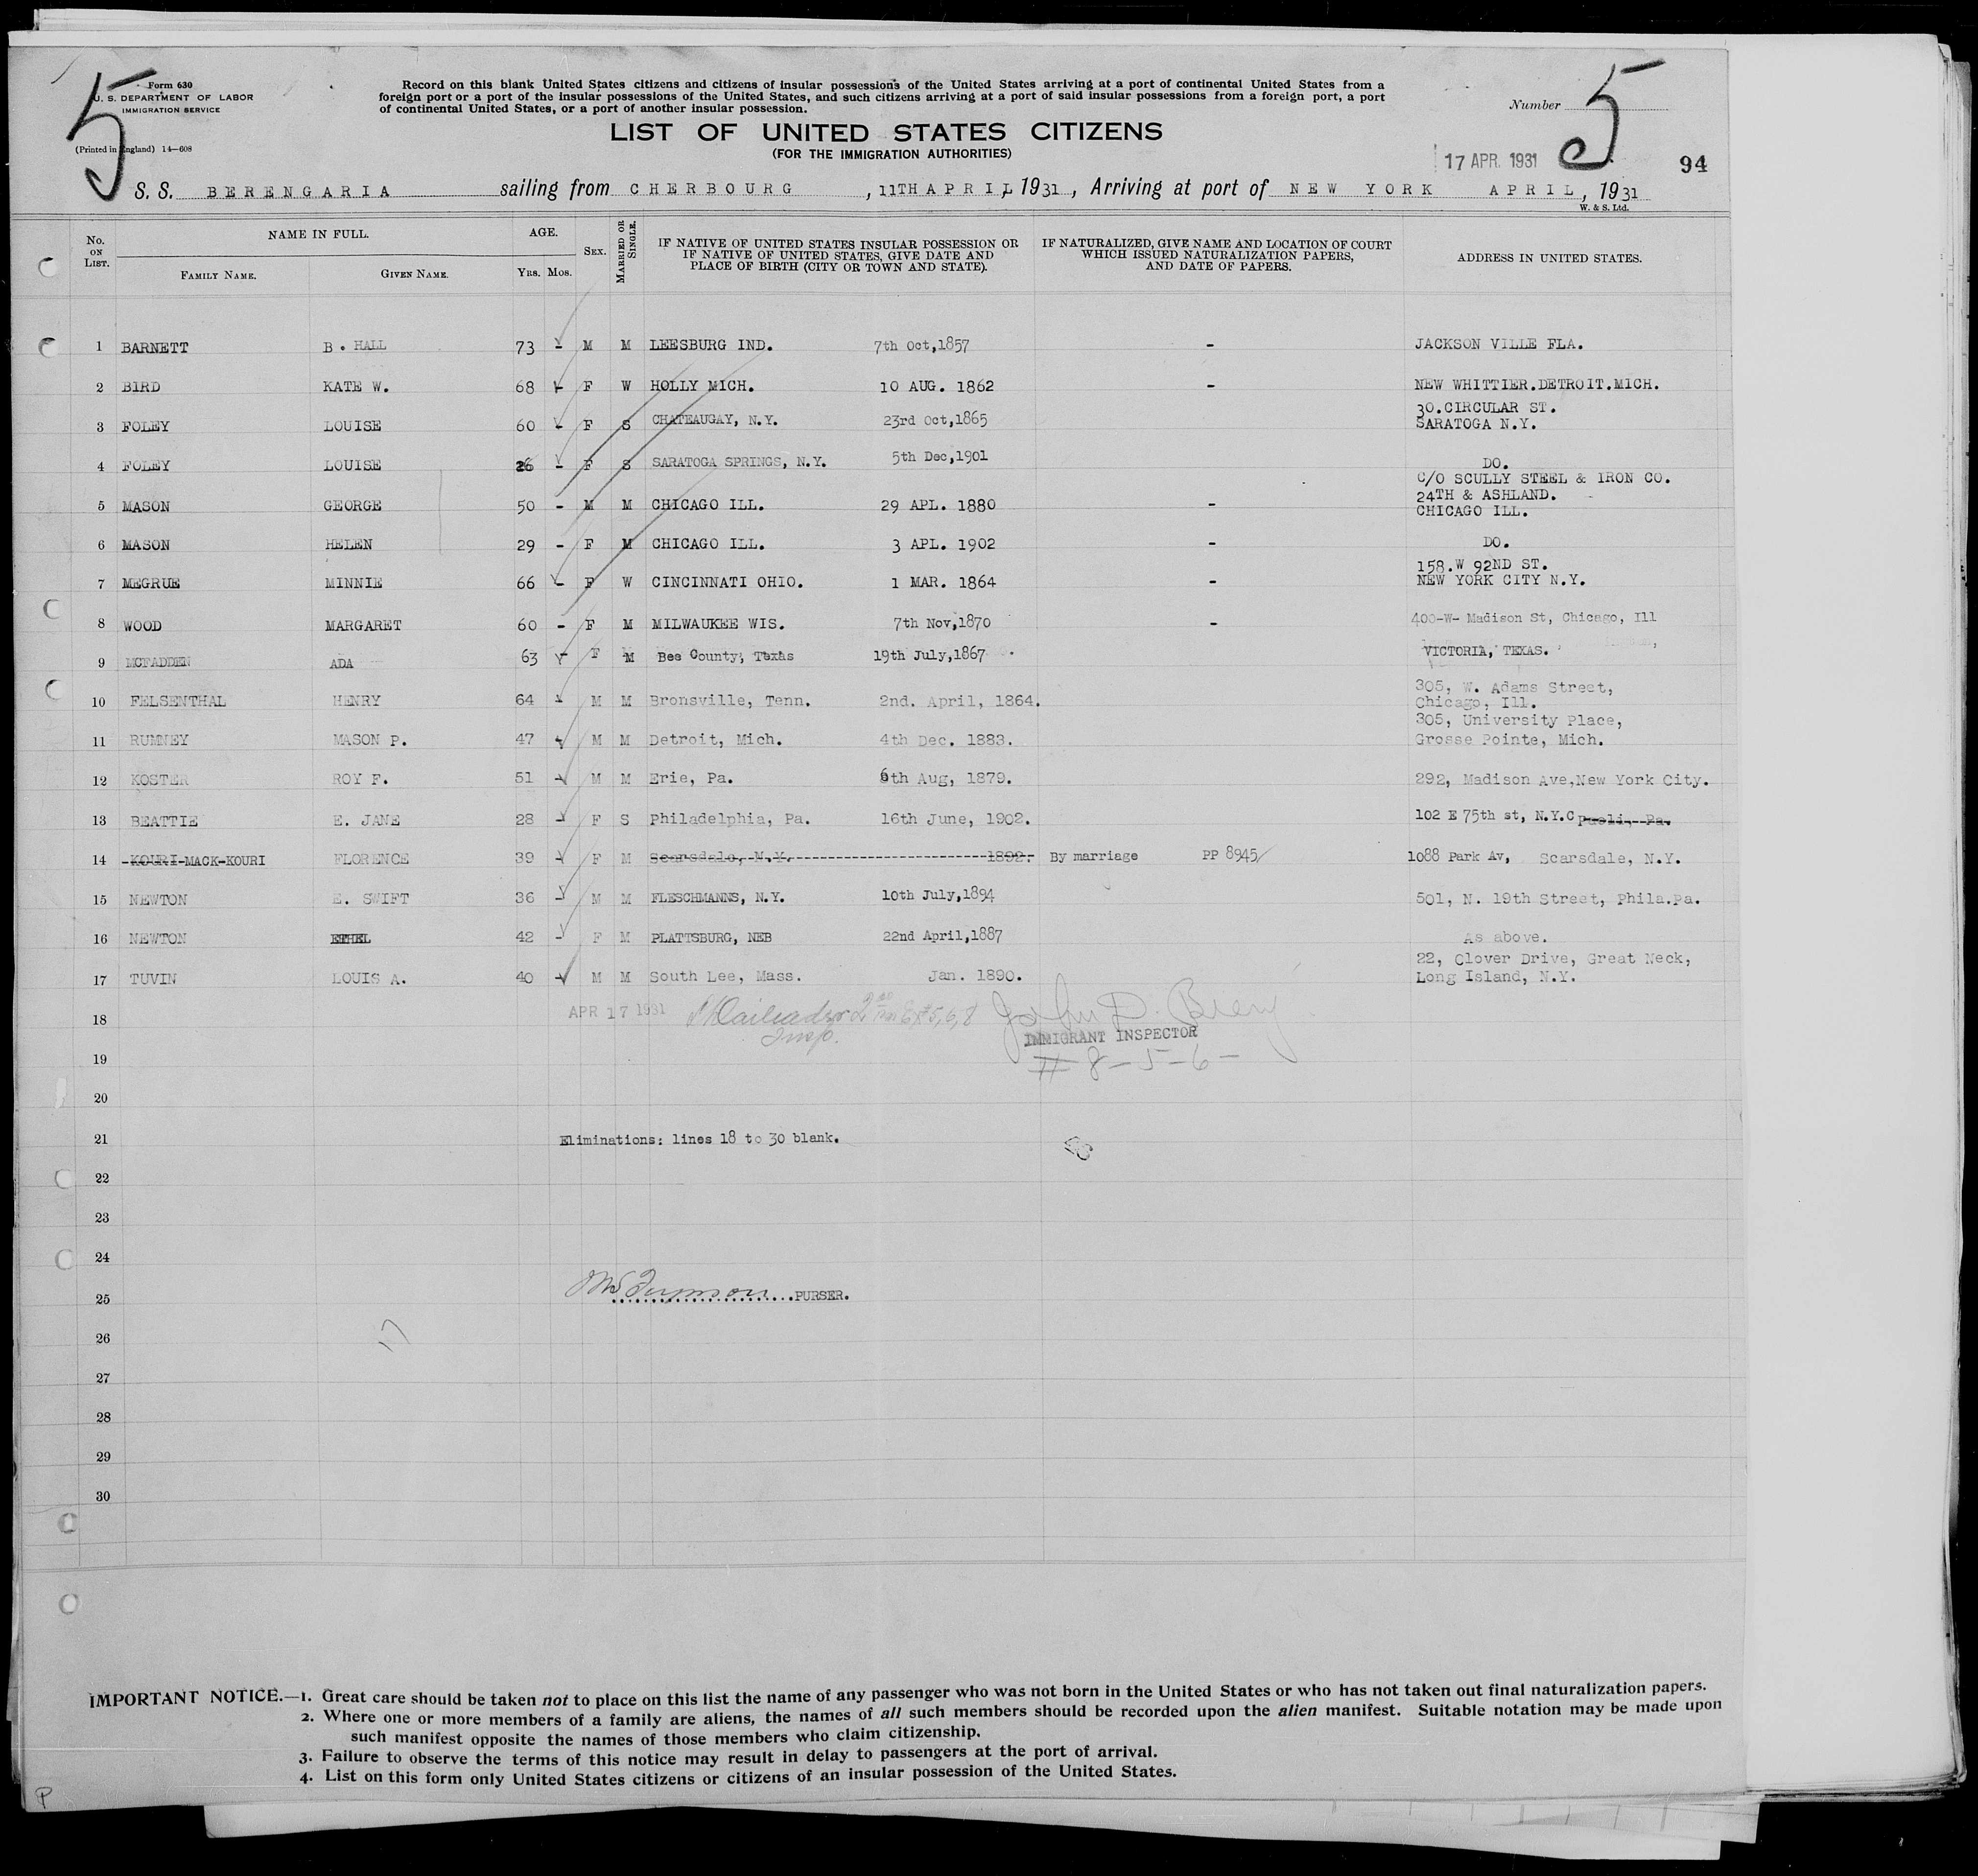 5
Form 630
U. S. DEPARTMENT OF LABOR
IMMIGRATION SERVICE
(Printed in England) 14—608
Record on this blank United States citizens and citizens of insular possessions of the United States arriving at a port of continental United States from a
foreign port or a port of the insular possessions of the United States, and such citizens arriving at a port of said insular possessions from a foreign port, a port
of continental United States, or a port of another insular possession.
LIST OF UNITED STATES CITIZENS
(FOR THE IMMIGRATION AUTHORITIES)
Number 5
17 APR. 1931
94
S. S. BERENGARIA sailing from CHERBOURG, 11TH APRIL, 1931, Arriving at port of NEW YORK APRIL, 1931
W. & S. Ltd.
No. ON LIST. NAME IN FULL. AGE. SEX. MARRIED OR SINGLE. IF NATIVE OF UNITED STATES INSULAR POSSESSION OR IF NATIVE OF UNITED STATES, GIVE DATE AND PLACE OF BIRTH (CITY OR TOWN AND STATE). IF NATURALIZED, GIVE NAME AND LOCATION OF COURT WHICH ISSUED NATURALIZATION PAPERS, AND DATE OF PAPERS. ADDRESS IN UNITED STATES.
FAMILY NAME. GIVEN NAME. YRS. MOS.
1 BARNETT B. HALL 73 - M M LEESBURG IND. 7th Oct,1857 - JACKSON VILLE FLA.
2 BIRD KATE W. 68 - F W HOLLY MICH. 10 AUG. 1862 - NEW WHITTIER.DETROIT.MICH.
3 FOLEY LOUISE 60 - F S CHATEAUGAY, N.Y. 23rd Oct,1865 30.CIRCULAR ST. SARATOGA N.Y.
4 FOLEY LOUISE 26 - F S SARATOGA SPRINGS, N.Y. 5th Dec,1901 DO.
5 MASON GEORGE 50 - M M CHICAGO ILL. 29 APL. 1880 - C/O SCULLY STEEL & IRON CO. 24TH & ASHLAND. CHICAGO ILL.
6 MASON HELEN 29 - F M CHICAGO ILL. 3 APL. 1902 - DO.
7 MEGRUE MINNIE 66 - F W CINCINNATI OHIO. 1 MAR. 1864 - 158.W 92ND ST. NEW YORK CITY N.Y.
8 WOOD MARGARET 60 - F M MILWAUKEE WIS. 7th Nov,1870 - 400-W- Madison St, Chicago, Ill
9 MCFADDEN ADA 63 - F M Bee County, Texas 19th July,1867 VICTORIA, TEXAS.
10 FELSENTHAL HENRY 64 - M M Bronsville, Tenn. 2nd. April, 1864. 305, W. Adams Street, Chicago, Ill.
11 RUMNEY MASON P. 47 - M M Detroit, Mich. 4th Dec. 1883. 305, University Place, Grosse Pointe, Mich.
12 KOSTER ROY F. 51 - M M Erie, Pa. 6th Aug, 1879. 292, Madison Ave,New York City.
13 BEATTIE E. JANE 28 - F S Philadelphia, Pa. 16th June, 1902. 102 E 75th st, N.Y.C Paoli, Pa.
14 KOURI-MACK-KOURI FLORENCE 39 - F M Scarsdale, N.Y. 1892. By marriage PP 8945 1088 Park Av, Scarsdale, N.Y.
15 NEWTON E. SWIFT 36 - M M FLESCHMANNS, N.Y. 10th July,1894 501, N. 19th Street, Phila.Pa.
16 NEWTON ETHEL 42 - F M PLATTSBURG, NEB 22nd April,1887 As above.
17 TUVIN LOUIS A. 40 - M M South Lee, Mass. Jan. 1890. 22, Clover Drive, Great Neck, Long Island, N.Y.
18 APR 17 1931 John D.
Insp.
IMMIGRANT INSPECTOR
19 # 8-5-6-
20
21 Eliminations: lines 18 to 30 blank.
22
23
24
25 PURSER.
26
27
28
29
30
IMPORTANT NOTICE.—1. Great care should be taken not to place on this list the name of any passenger who was not born in the United States or who has not taken out final naturalization papers.
2. Where one or more members of a family are aliens, the names of all such members should be recorded upon the alien manifest. Suitable notation may be made upon
such manifest opposite the names of those members who claim citizenship.
3. Failure to observe the terms of this notice may result in delay to passengers at the port of arrival.
4. List on this form only United States citizens or citizens of an insular possession of the United States.
P